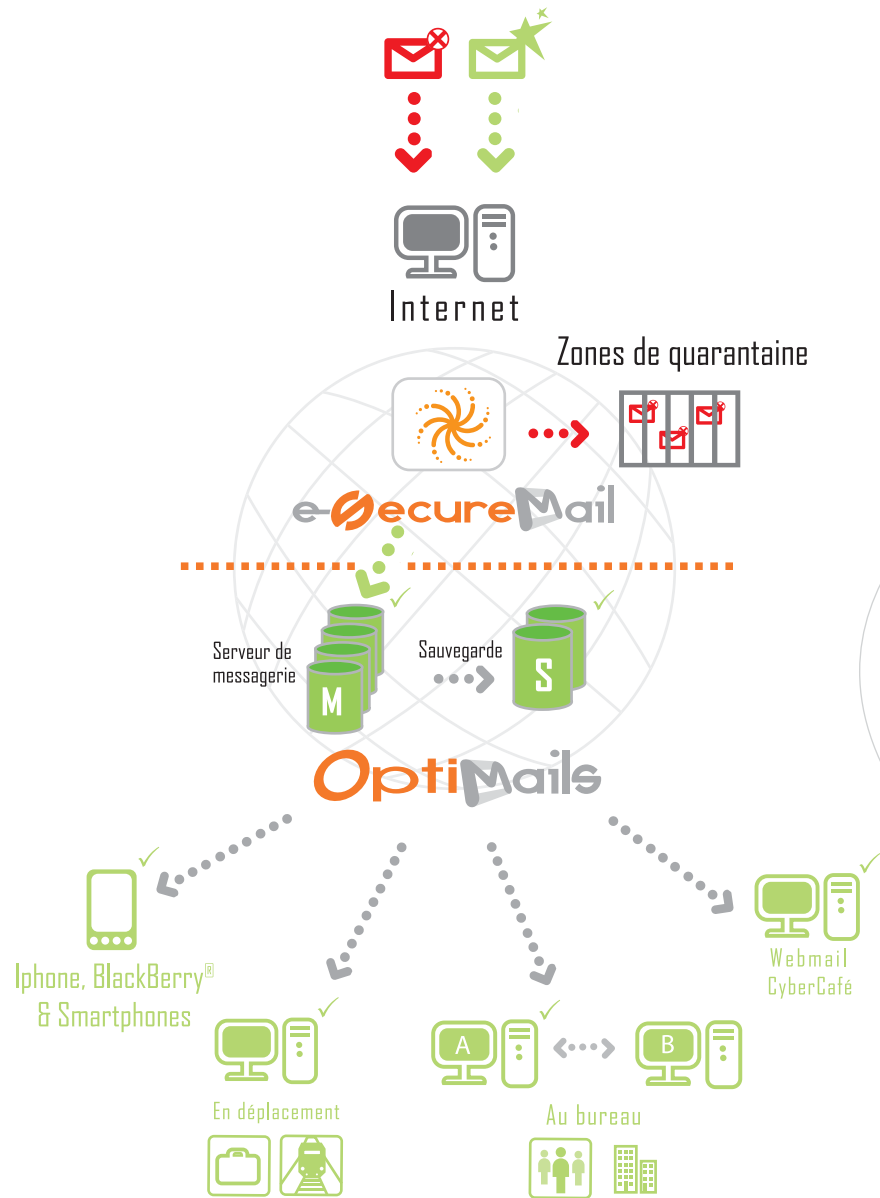 Internet
Zones de quarantaine
e-SecureMail
Serveur de
messagerie
Sauvegarde
M
S
OptiMails
Iphone, BlackBerry®
& Smartphones
Webmail
CyberCafé
A
B
En déplacement
Au bureau